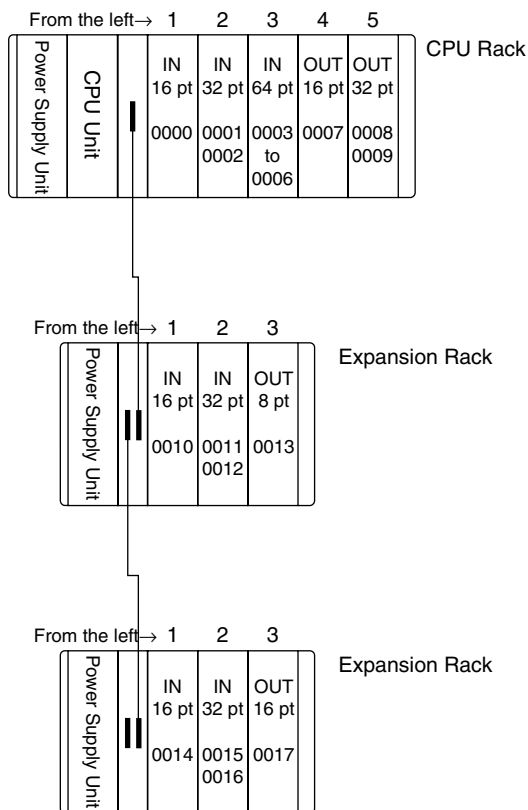 From the left→ 1 2 3 4 5
CPU Rack
Power Supply Unit
CPU Unit
IN IN IN OUT OUT
16 pt 32 pt 64 pt 16 pt 32 pt
0000 0001 0003 0007 0008
0002 to 0009
0006
From the left→ 1 2 3
Expansion Rack
Power Supply Unit
IN IN OUT
16 pt 32 pt 8 pt
0010 0011 0013
0012
From the left→ 1 2 3
Expansion Rack
Power Supply Unit
IN IN OUT
16 pt 32 pt 16 pt
0014 0015 0017
0016